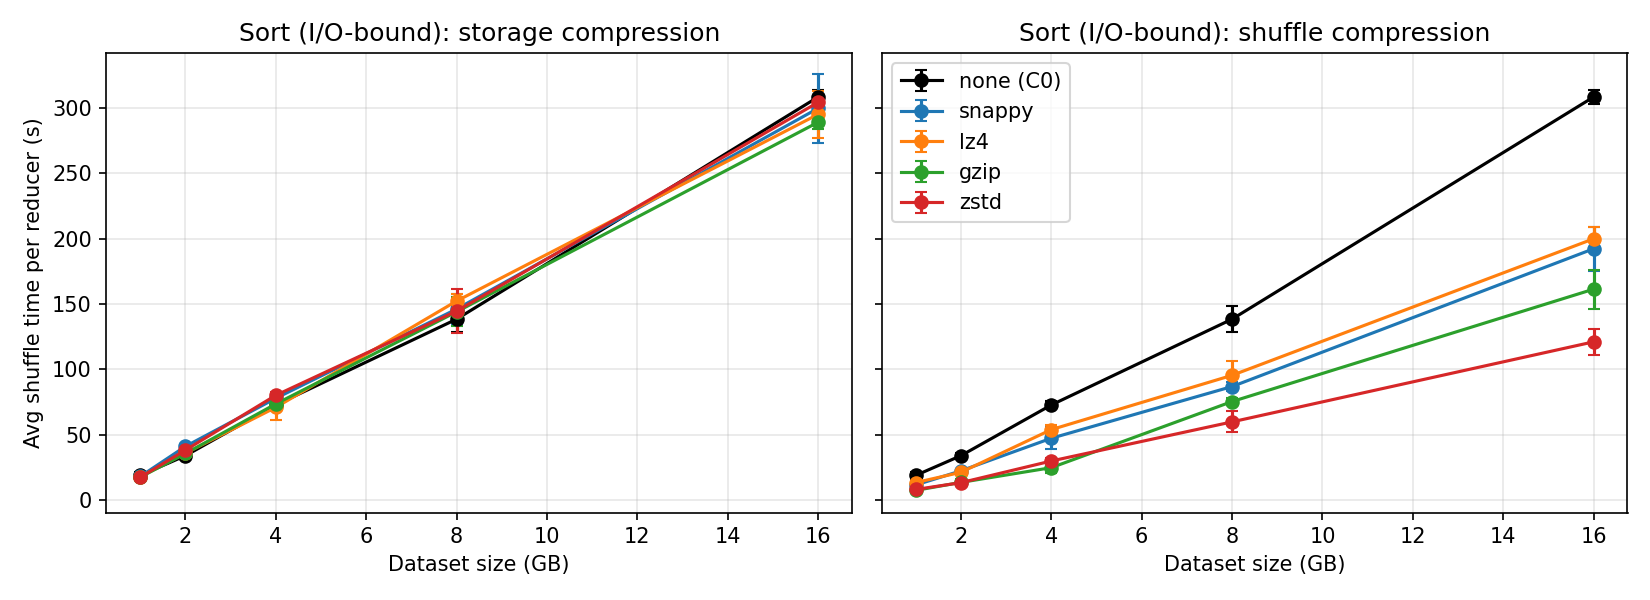 Sort (I/O-bound): storage compression
Avg shuffle time per reducer (s)
300
250
200
150
100
50
0
2 4 6 8 10 12 14 16
Dataset size (GB)
Sort (I/O-bound): shuffle compression
none (C0)
snappy
lz4
gzip
zstd
2 4 6 8 10 12 14 16
Dataset size (GB)